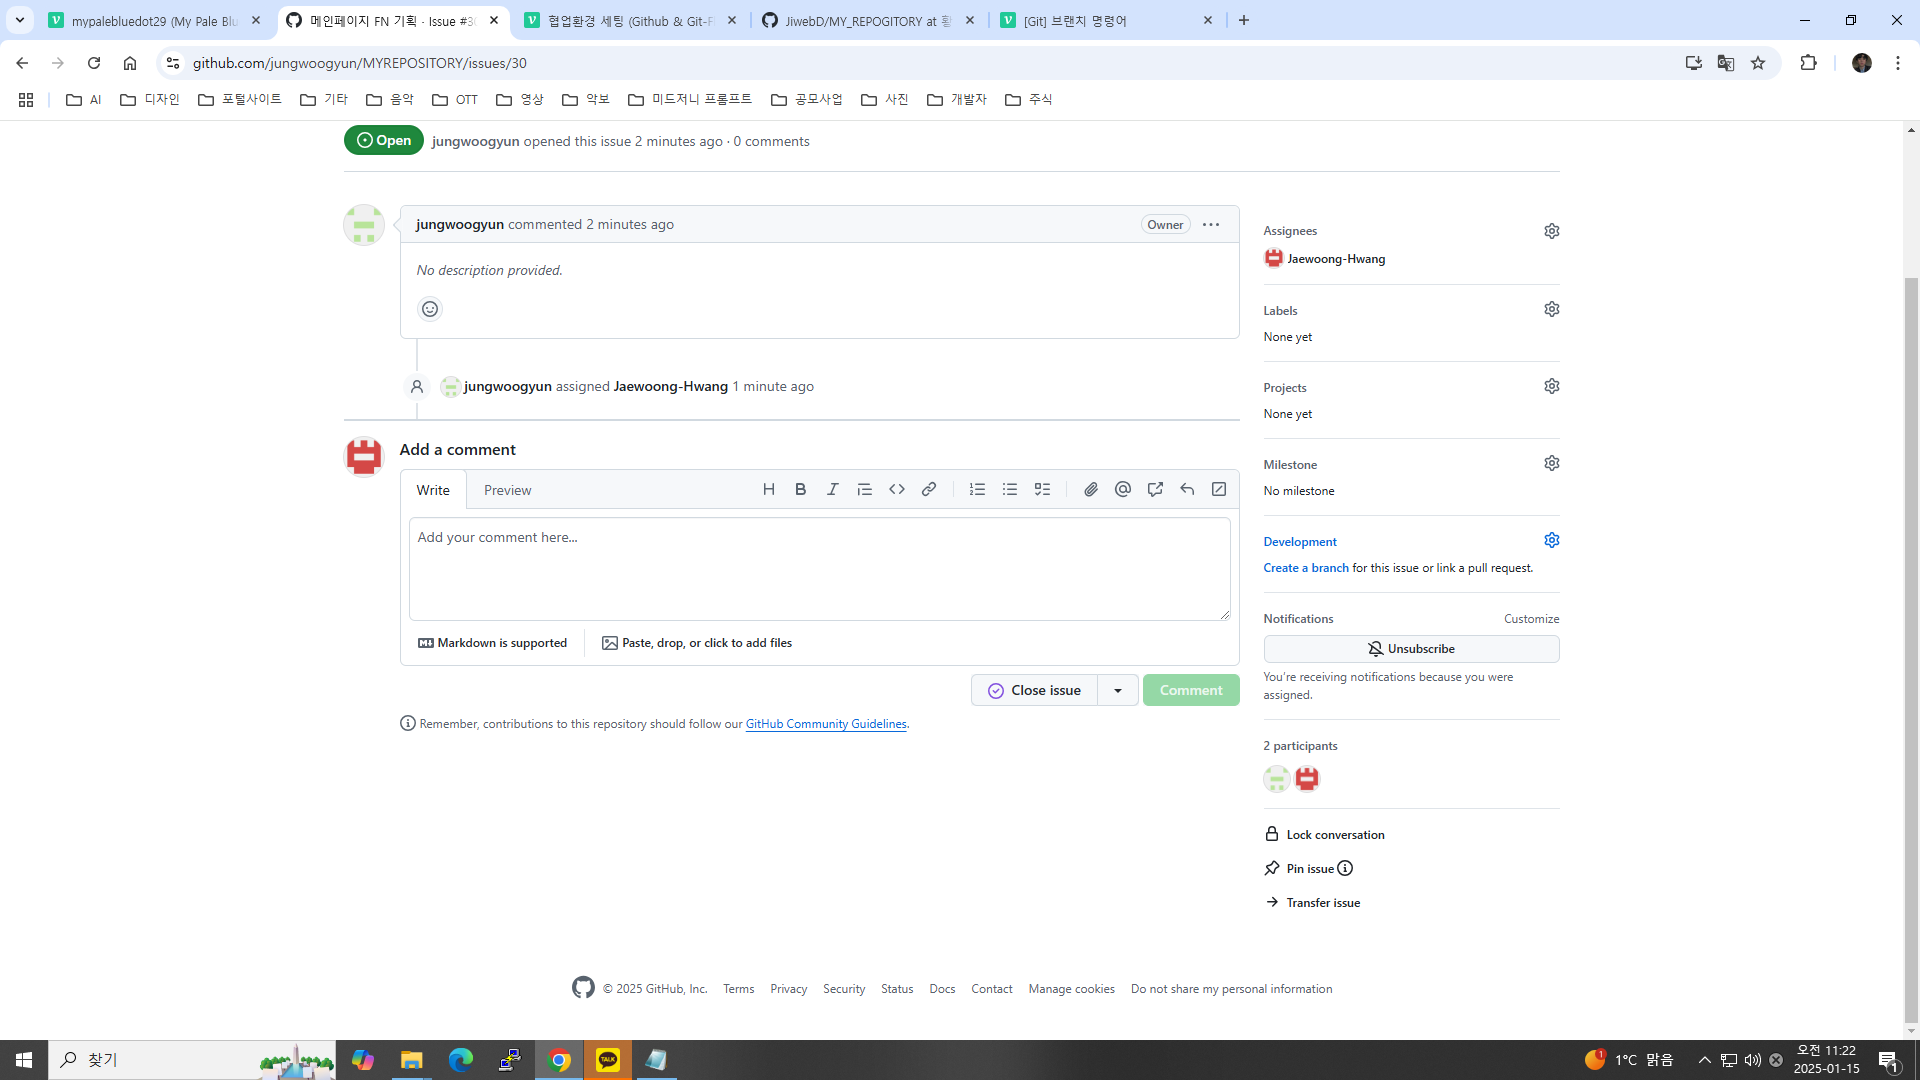 mypalebluedot29 (My Pale Blu
메인페이지 FN 기획 · Issue #30
협업환경 세팅 (Github & Git-Fl
JiwebD/MY_REPOGITORY at 황
[Git] 브랜치 명령어
github.com/jungwoogyun/MYREPOSITORY/issues/30
AI
디자인
포털사이트
기타
음악
OTT
영상
악보
미드저니 프롬프트
공모사업
사진
개발자
주식
Open
jungwoogyun opened this issue 2 minutes ago · 0 comments
jungwoogyun commented 2 minutes ago
Owner
No description provided.
jungwoogyun assigned Jaewoong-Hwang 1 minute ago
Add a comment
Write
Preview
Add your comment here...
Markdown is supported
Paste, drop, or click to add files
Close issue
Comment
Remember, contributions to this repository should follow our GitHub Community Guidelines.
Assignees
Jaewoong-Hwang
Labels
None yet
Projects
None yet
Milestone
No milestone
Development
Create a branch for this issue or link a pull request.
Notifications
Customize
Unsubscribe
You're receiving notifications because you were
assigned.
2 participants
Lock conversation
Pin issue
Transfer issue
© 2025 GitHub, Inc.
Terms
Privacy
Security
Status
Docs
Contact
Manage cookies
Do not share my personal information
찾기
TALK
1
1°C 맑음
오전 11:22
2025-01-15
1